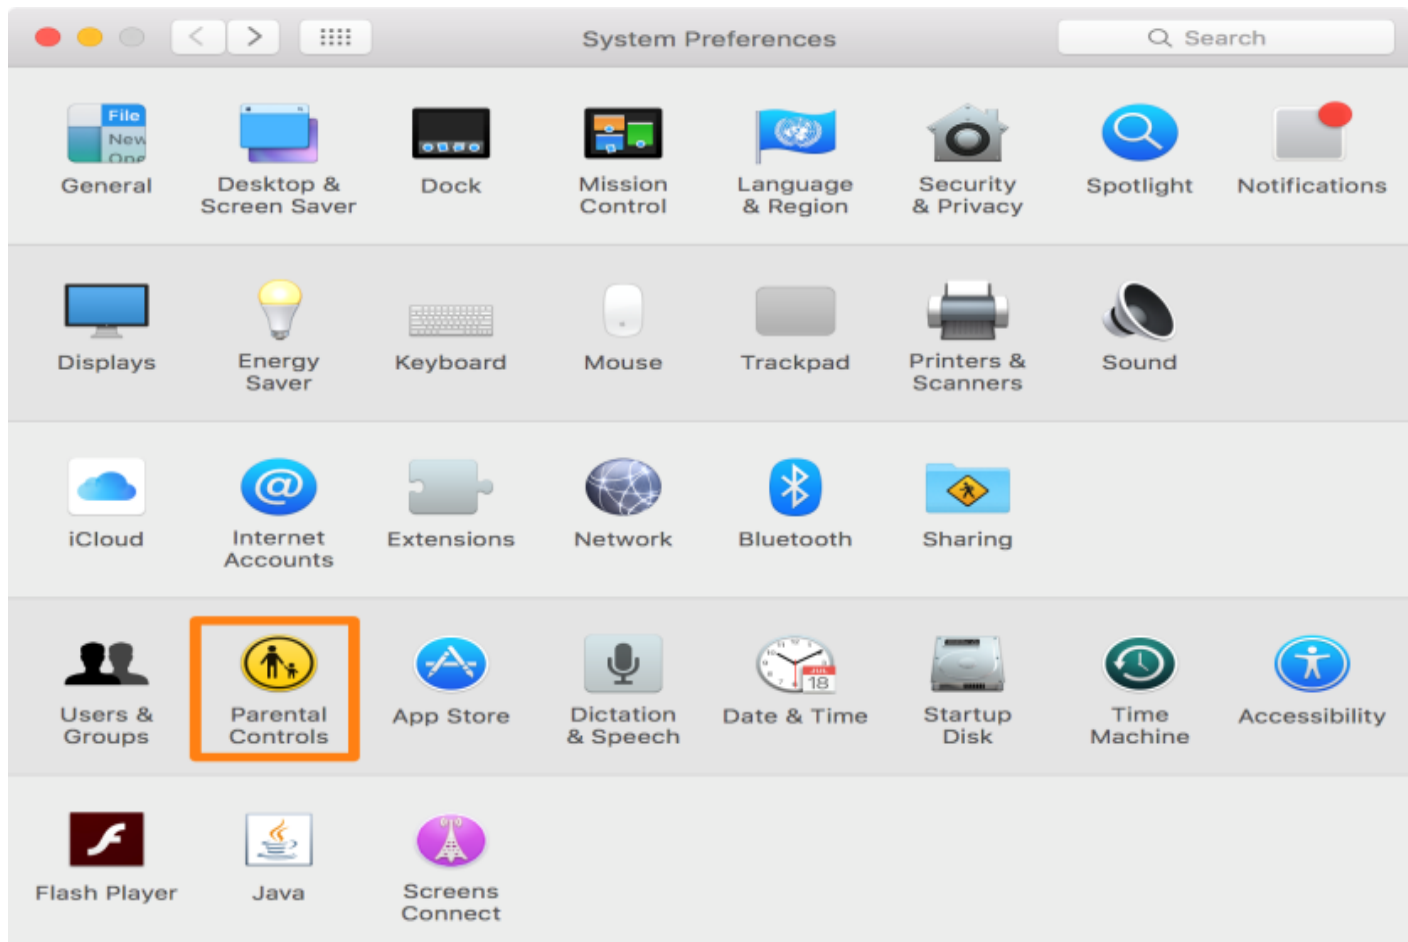 System Preferences
Search
File
New
One
General
Desktop &
Screen Saver
Dock
Mission
Control
Language
& Region
Security
& Privacy
Spotlight
Notifications
Displays
Energy
Saver
Keyboard
Mouse
Trackpad
Printers &
Scanners
Sound
iCloud
@
Internet
Accounts
Extensions
Network
Bluetooth
Sharing
Users &
Groups
Parental
Controls
App Store
Dictation
& Speech
JUL
18
Date & Time
Startup
Disk
Time
Machine
Accessibility
Flash Player
Java
Screens
Connect